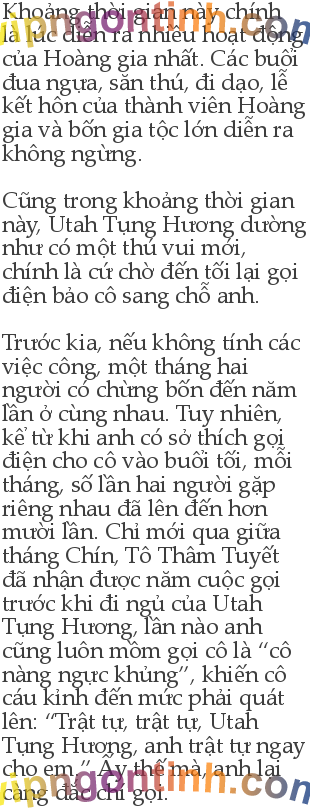 Khoảng thời gian này chính
là lúc diễn ra nhiều hoạt động
của Hoàng gia nhất. Các buổi
đua ngựa, săn thú, đi dạo, lễ
kết hôn của thành viên Hoàng
gia và bốn gia tộc lớn diễn ra
không ngừng.
Cũng trong khoảng thời gian
này, Utah Tụng Hương dường
như có một thú vui mới,
chính là cứ chờ đến tối lại gọi
điện bảo cô sang chỗ anh.
Trước kia, nếu không tính các
việc công, một tháng hai
người có chừng bốn đến năm
lần ở cùng nhau. Tuy nhiên,
kể từ khi anh có sở thích gọi
điện cho cô vào buổi tối, mỗi
tháng, số lần hai người gặp
riêng nhau đã lên đến hơn
mười lần. Chỉ mới qua giữa
tháng Chín, Tô Thâm Tuyết
đã nhận được năm cuộc gọi
trước khi đi ngủ của Utah
Tụng Hương, lần nào anh
cũng luôn mồm gọi cô là “cô
nàng ngực khủng”, khiến cô
cáu kỉnh đến mức phải quát
lên: “Trật tự, trật tự, Utah
Tụng Hương, anh trật tự ngay
cho em.” Ấy thế mà, anh lại
càng đắc chí gọi.
vipngontinh.com
vipngontinh.com